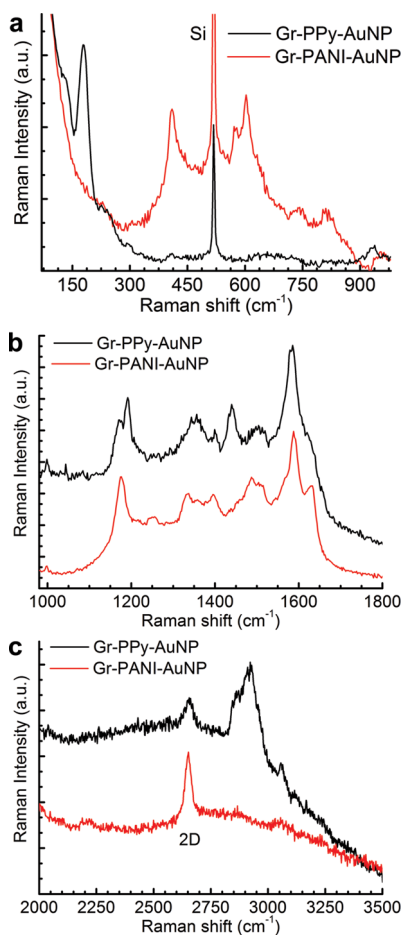 a
Si
Gr-PPy-AuNP
Gr-PANI-AuNP
Raman Intensity (a.u.)
150 300 450 600 750 900
Raman shift (cm⁻¹)
b
Gr-PPy-AuNP
Gr-PANI-AuNP
Raman Intensity (a.u.)
1000 1200 1400 1600 1800
Raman shift (cm⁻¹)
c
Gr-PPy-AuNP
Gr-PANI-AuNP
Raman Intensity (a.u.)
2D
2000 2250 2500 2750 3000 3250 3500
Raman shift (cm⁻¹)